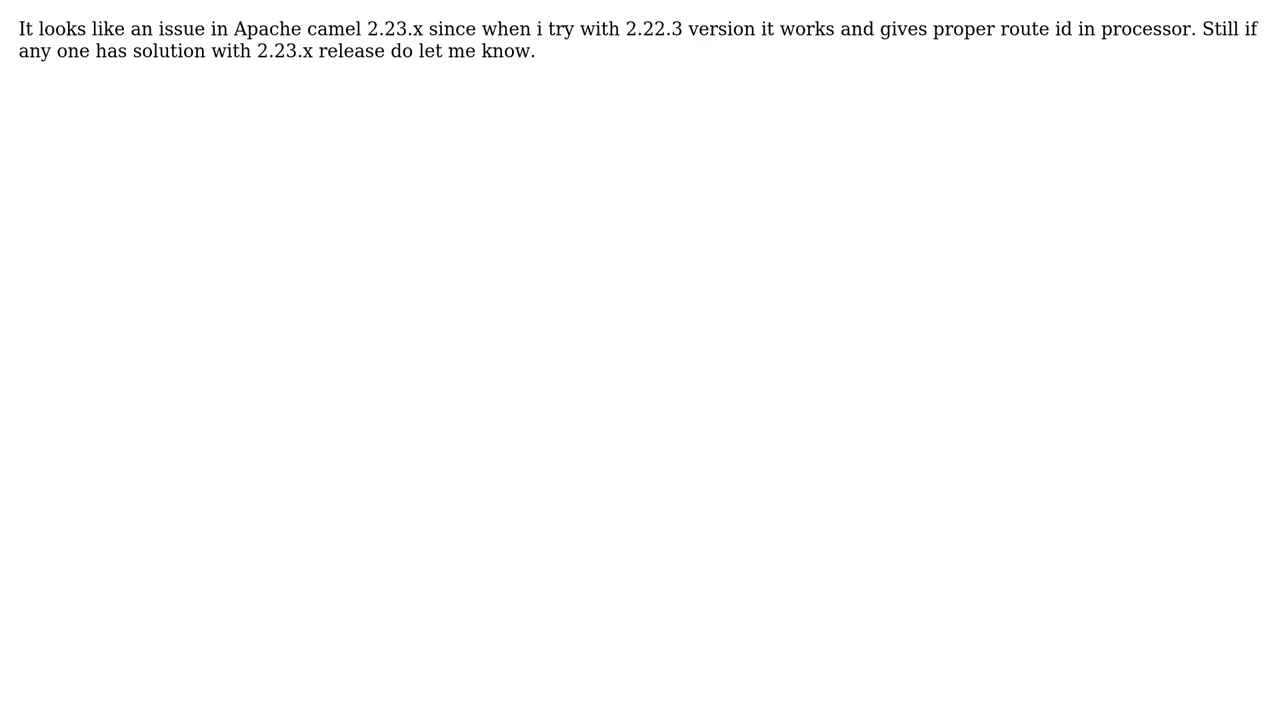 It looks like an issue in Apache camel 2.23.x since when i try with 2.22.3 version it works and gives proper route id in processor. Still if
any one has solution with 2.23.x release do let me know.